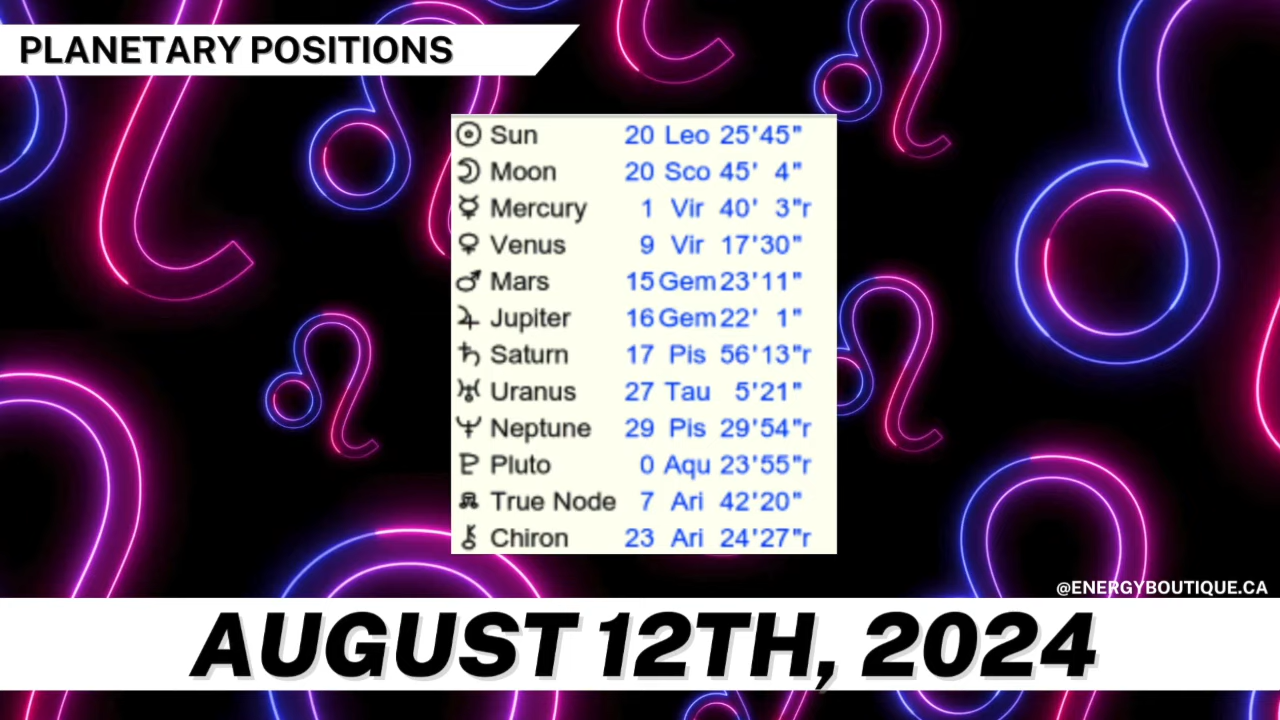 PLANETARY POSITIONS
☉ Sun 20 Leo 25'45"
☽ Moon 20 Sco 45' 4"
☿ Mercury 1 Vir 40' 3"r
♀ Venus 9 Vir 17'30"
♂ Mars 15 Gem 23'11"
♃ Jupiter 16 Gem 22' 1"
♄ Saturn 17 Pis 56'13"r
♅ Uranus 27 Tau 5'21"
♆ Neptune 29 Pis 29'54"r
♇ Pluto 0 Aqu 23'55"r
☊ True Node 7 Ari 42'20"
⚷ Chiron 23 Ari 24'27"r
@ENERGYBOUTIQUE.CA
AUGUST 12TH, 2024